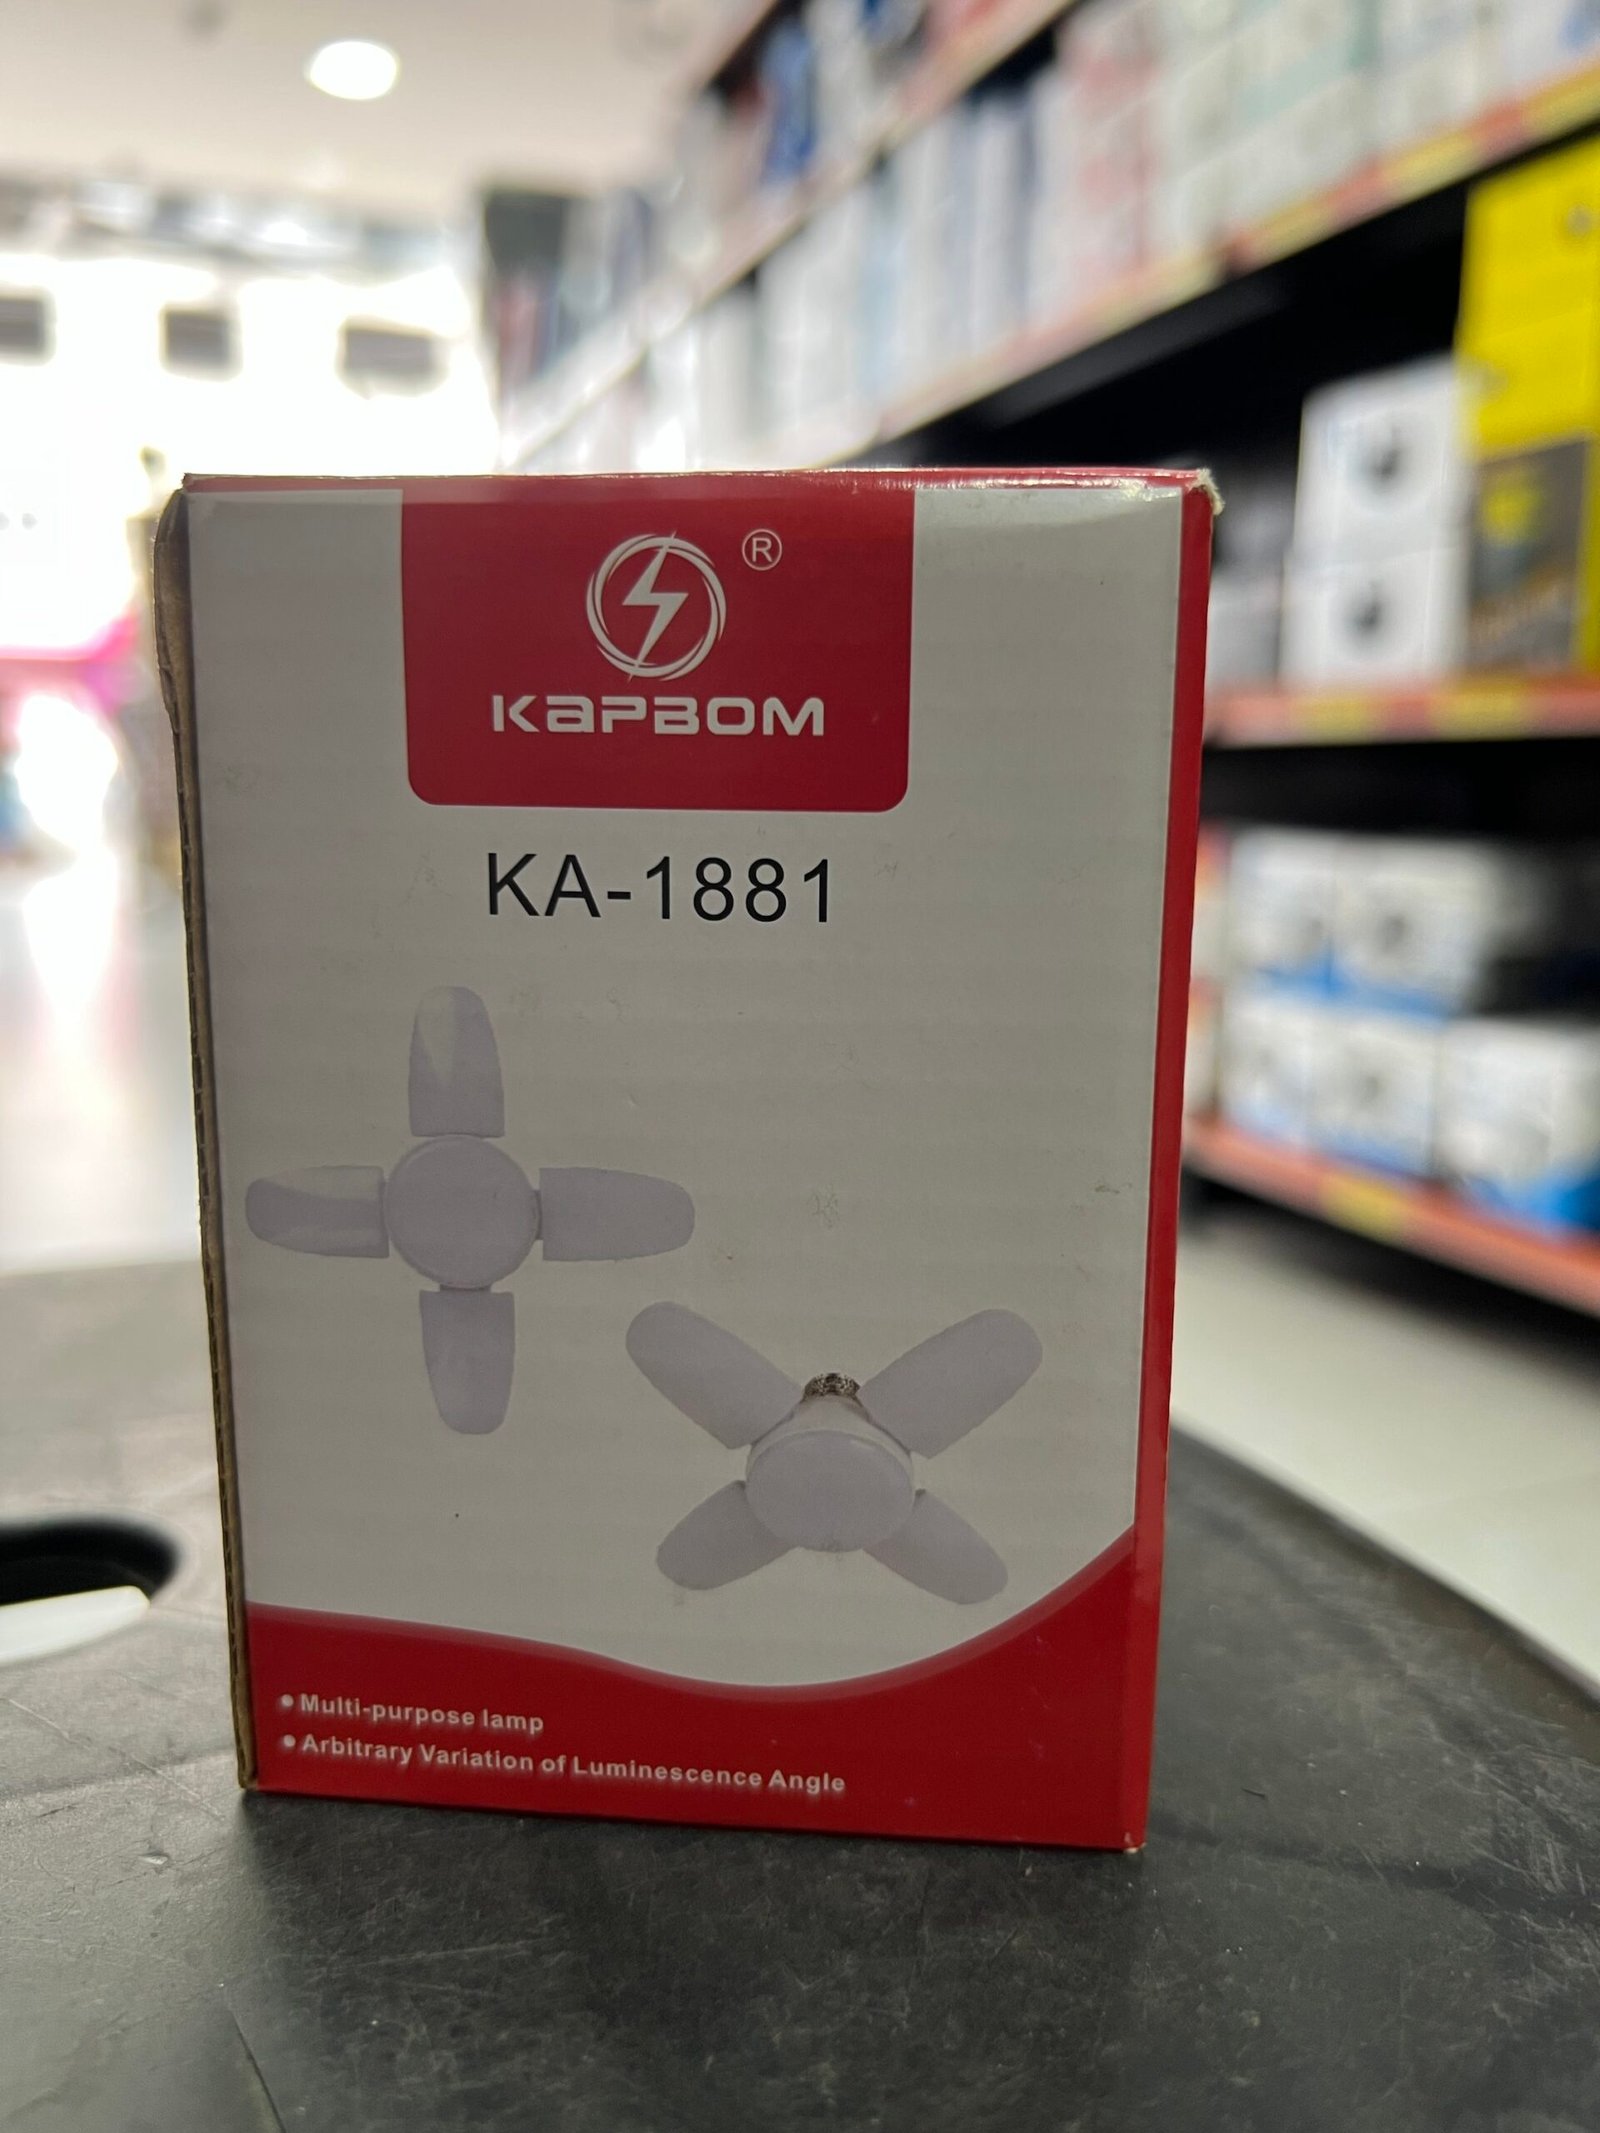 ®
KAPBOM
KA-1881
• Multi-purpose lamp
• Arbitrary Variation of Luminescence Angle